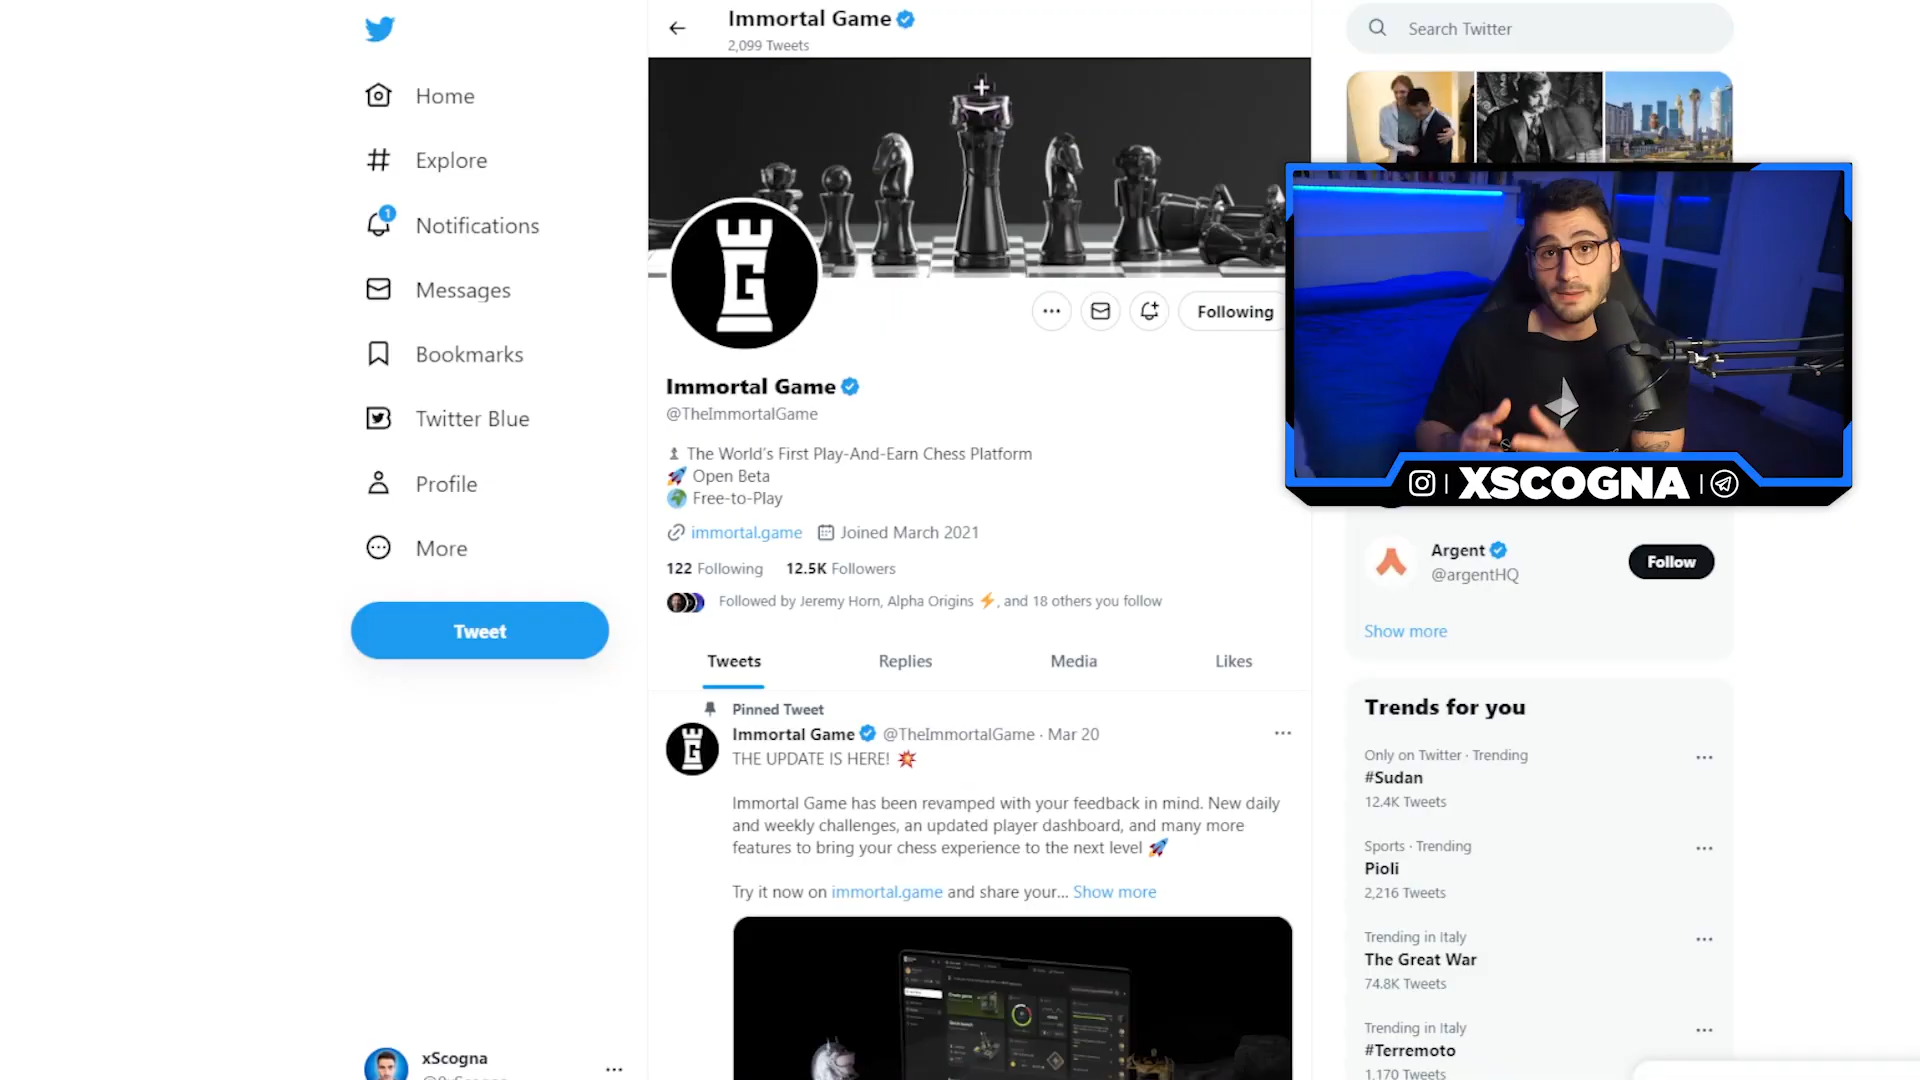 Home
Explore
1
Notifications
Messages
Bookmarks
Twitter Blue
Profile
More
Tweet
xScogna
Immortal Game
2,099 Tweets
G
Following
Immortal Game
@TheImmortalGame
The World's First Play-And-Earn Chess Platform
Open Beta
Free-to-Play
immortal.game Joined March 2021
122 Following 12.5K Followers
Followed by Jeremy Horn, Alpha Origins ⚡, and 18 others you follow
Tweets Replies Media Likes
Pinned Tweet
Immortal Game @TheImmortalGame · Mar 20
THE UPDATE IS HERE! 💥
Immortal Game has been revamped with your feedback in mind. New daily
and weekly challenges, an updated player dashboard, and many more
features to bring your chess experience to the next level 🚀
Try it now on immortal.game and share your... Show more
Search Twitter
| XSCOGNA |
Argent
@argentHQ
Follow
Show more
Trends for you
Only on Twitter · Trending
#Sudan
12.4K Tweets
Sports · Trending
Pioli
2,216 Tweets
Trending in Italy
The Great War
74.8K Tweets
Trending in Italy
#Terremoto
1,170 Tweets